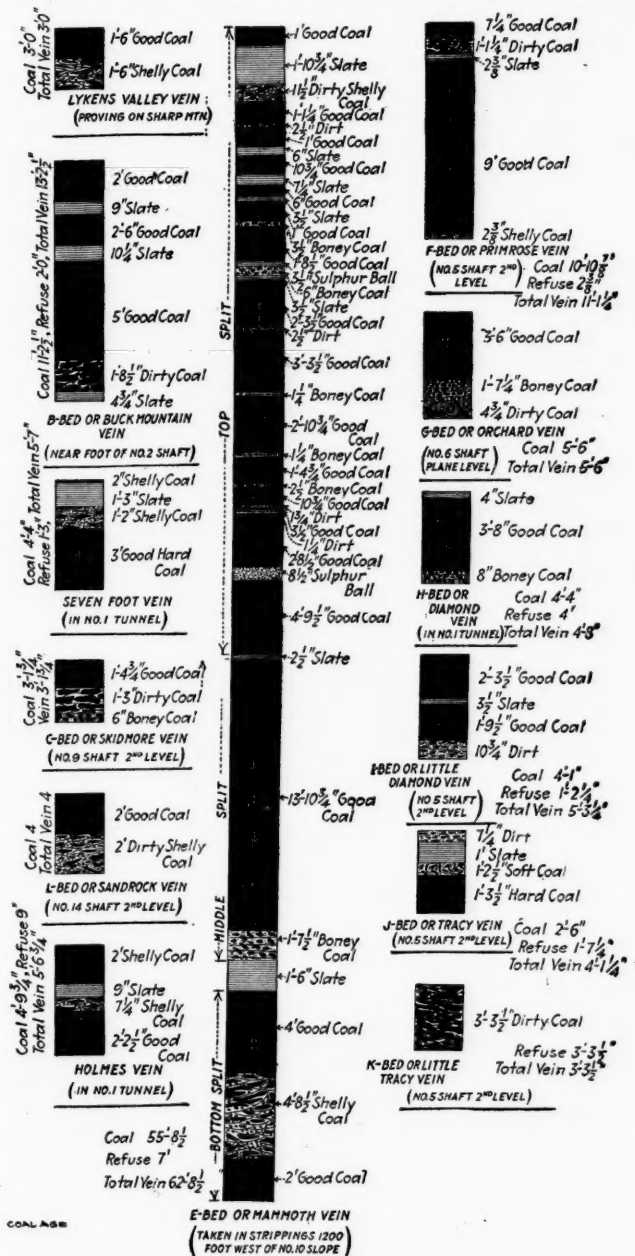 Coal 3'-0"
Total Vein 3'-0"
1'-6" Good Coal
1'-6" Shelly Coal
LYKENS VALLEY VEIN
(PROVING ON SHARP MTN.)
Coal 11'-2½", Refuse 2'-0", Total Vein 13'-2½"
2' Good Coal
9" Slate
2'-6" Good Coal
10¼" Slate
5' Good Coal
1'-8½" Dirty Coal
4¾" Slate
B-BED OR BUCK MOUNTAIN
VEIN
(NEAR FOOT OF NO. 2 SHAFT)
Coal 4'-4" Total Vein 5'-7"
Refuse 1'-3"
2" Shelly Coal
1'-3" Slate
1'-2" Shelly Coal
3' Good Hard
Coal
SEVEN FOOT VEIN
(IN NO. 1 TUNNEL)
Coal 3'-1¾"
Vein 3'-1¾"
1'-4¾" Good Coal
1'-3" Dirty Coal
6" Boney Coal
C-BED OR SKIDMORE VEIN
(NO. 9 SHAFT 2ND LEVEL)
Coal 4
Total Vein 4
2' Good Coal
2' Dirty Shelly
Coal
L-BED OR SANDROCK VEIN
(NO. 14 SHAFT 2ND LEVEL)
Coal 4'-9¾", Refuse 9"
Total Vein 5'-6¾"
2' Shelly Coal
9" Slate
7¼" Shelly
Coal
2'-2½" Good
Coal
HOLMES VEIN
(IN NO. 1 TUNNEL)
Coal 55'-8½
Refuse 7'
Total Vein 62'-8½"
COAL AGE
TOP SPLIT
MIDDLE SPLIT
BOTTOM SPLIT
1' Good Coal
1'-10¾" Slate
11½" Dirty Shelly
Coal
1'-1¼" Good Coal
2½" Dirt
1' Good Coal
6" Slate
10¾" Good Coal
7¼" Slate
6" Good Coal
5½" Slate
1" Good Coal
3½" Boney Coal
1'-8½" Good Coal
3½" Sulphur Ball
2'-6" Boney Coal
3½" Slate
2'-3½" Good Coal
2½" Dirt
3'-3½" Good Coal
1¼" Boney Coal
2'-10¾" Good
Coal
1¼" Boney Coal
1'-4¾" Good Coal
2½" Boney Coal
10¾" Good Coal
1¾" Dirt
3½" Good Coal
¼" Dirt
2'-8½" Good Coal
8½" Sulphur
Ball
4'-9½" Good Coal
2½" Slate
13'-10¾" Good
Coal
1'-7½" Boney
Coal
1'-6" Slate
4' Good Coal
4'-8½" Shelly
Coal
2' Good Coal
E-BED OR MAMMOTH VEIN
(TAKEN IN STRIPPINGS 1200
FOOT WEST OF NO. 10 SLOPE)
7¼" Good Coal
1'-1¼" Dirty Coal
2⅜" Slate
9' Good Coal
2⅜" Shelly Coal
F-BED OR PRIMROSE VEIN
(NO. 5 SHAFT 2ND
LEVEL)
Coal 10'-10⅞"
Refuse 2⅜"
Total Vein 11'-1¼"
3'-6" Good Coal
1'-7¼" Boney Coal
4¾" Dirty Coal
G-BED OR ORCHARD VEIN
(NO. 6 SHAFT
PLANE LEVEL)
Coal 5'-6"
Total Vein 5'-6"
4" Slate
3'-8" Good Coal
8" Boney Coal
H-BED OR
DIAMOND
VEIN
(IN NO. 1 TUNNEL)
Coal 4'-4"
Refuse 4"
Total Vein 4'-8"
2'-3½" Good Coal
3½" Slate
1'-9½" Good Coal
10¾" Dirt
I-BED OR LITTLE
DIAMOND VEIN
(NO. 5 SHAFT
2ND LEVEL)
Coal 4'-1"
Refuse 1'-2¼"
Total Vein 5'-3¼"
7¼" Dirt
1' Slate
1'-2½" Soft Coal
1'-3½" Hard Coal
J-BED OR TRACY VEIN
(NO. 5 SHAFT 2ND LEVEL)
Coal 2'-6"
Refuse 1'-7¼"
Total Vein 4'-1¼"
3'-3½" Dirty Coal
K-BED OR LITTLE
TRACY VEIN
(NO. 5 SHAFT 2ND LEVEL)
Refuse 3'-3½"
Total Vein 3'-3½"